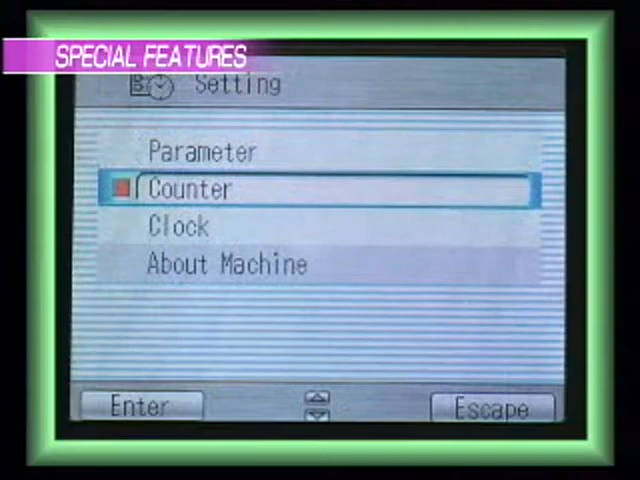 SPECIAL FEATURES
Setting
Parameter
Counter
Clock
About Machine
Enter
Escape